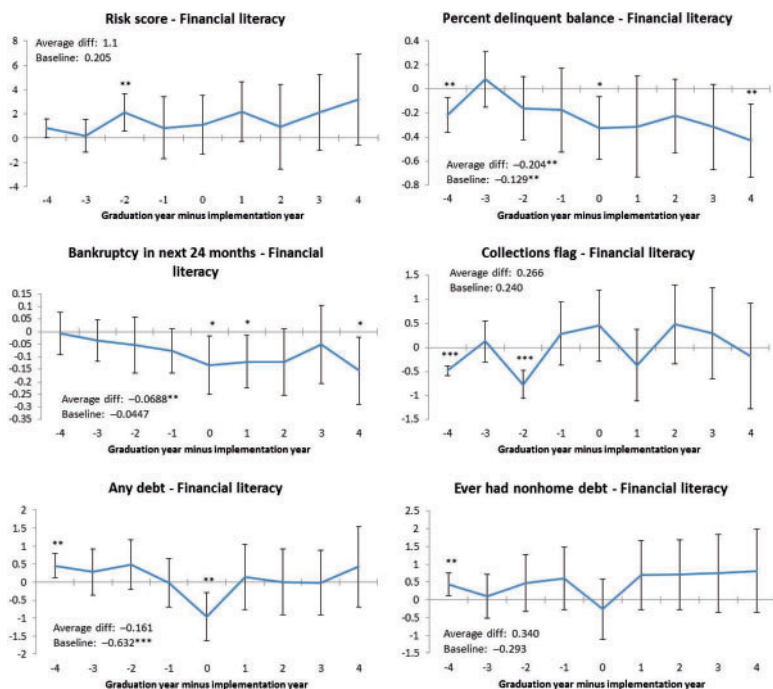 Risk score - Financial literacy
Average diff: 1.1
Baseline: 0.205
8
6
4
2
0
-2
-4
**
-4 -3 -2 -1 0 1 2 3 4
Graduation year minus implementation year
Percent delinquent balance - Financial literacy
0.4
0.2
0
-0.2
-0.4
-0.6
-0.8
** * **
Average diff: –0.204**
Baseline: –0.129**
-4 -3 -2 -1 0 1 2 3 4
Graduation year minus implementation year
Bankruptcy in next 24 months - Financial
literacy
0.15
0.1
0.05
0
-0.05
-0.1
-0.15
-0.2
-0.25
-0.3
-0.35
* * *
Average diff: –0.0688**
Baseline: –0.0447
-4 -3 -2 -1 0 1 2 3 4
Graduation year minus implementation year
Collections flag - Financial literacy
Average diff: 0.266
Baseline: 0.240
1.5
1
0.5
0
-0.5
-1
-1.5
*** ***
-4 -3 -2 -1 0 1 2 3 4
Graduation year minus implementation year
Any debt - Financial literacy
2
1.5
1
0.5
0
-0.5
-1
-1.5
-2
** **
Average diff: –0.161
Baseline: –0.632***
-4 -3 -2 -1 0 1 2 3 4
Graduation year minus implementation year
Ever had nonhome debt - Financial literacy
2.5
2
1.5
1
0.5
0
-0.5
-1
-1.5
**
Average diff: 0.340
Baseline: –0.293
-4 -3 -2 -1 0 1 2 3 4
Graduation year minus implementation year